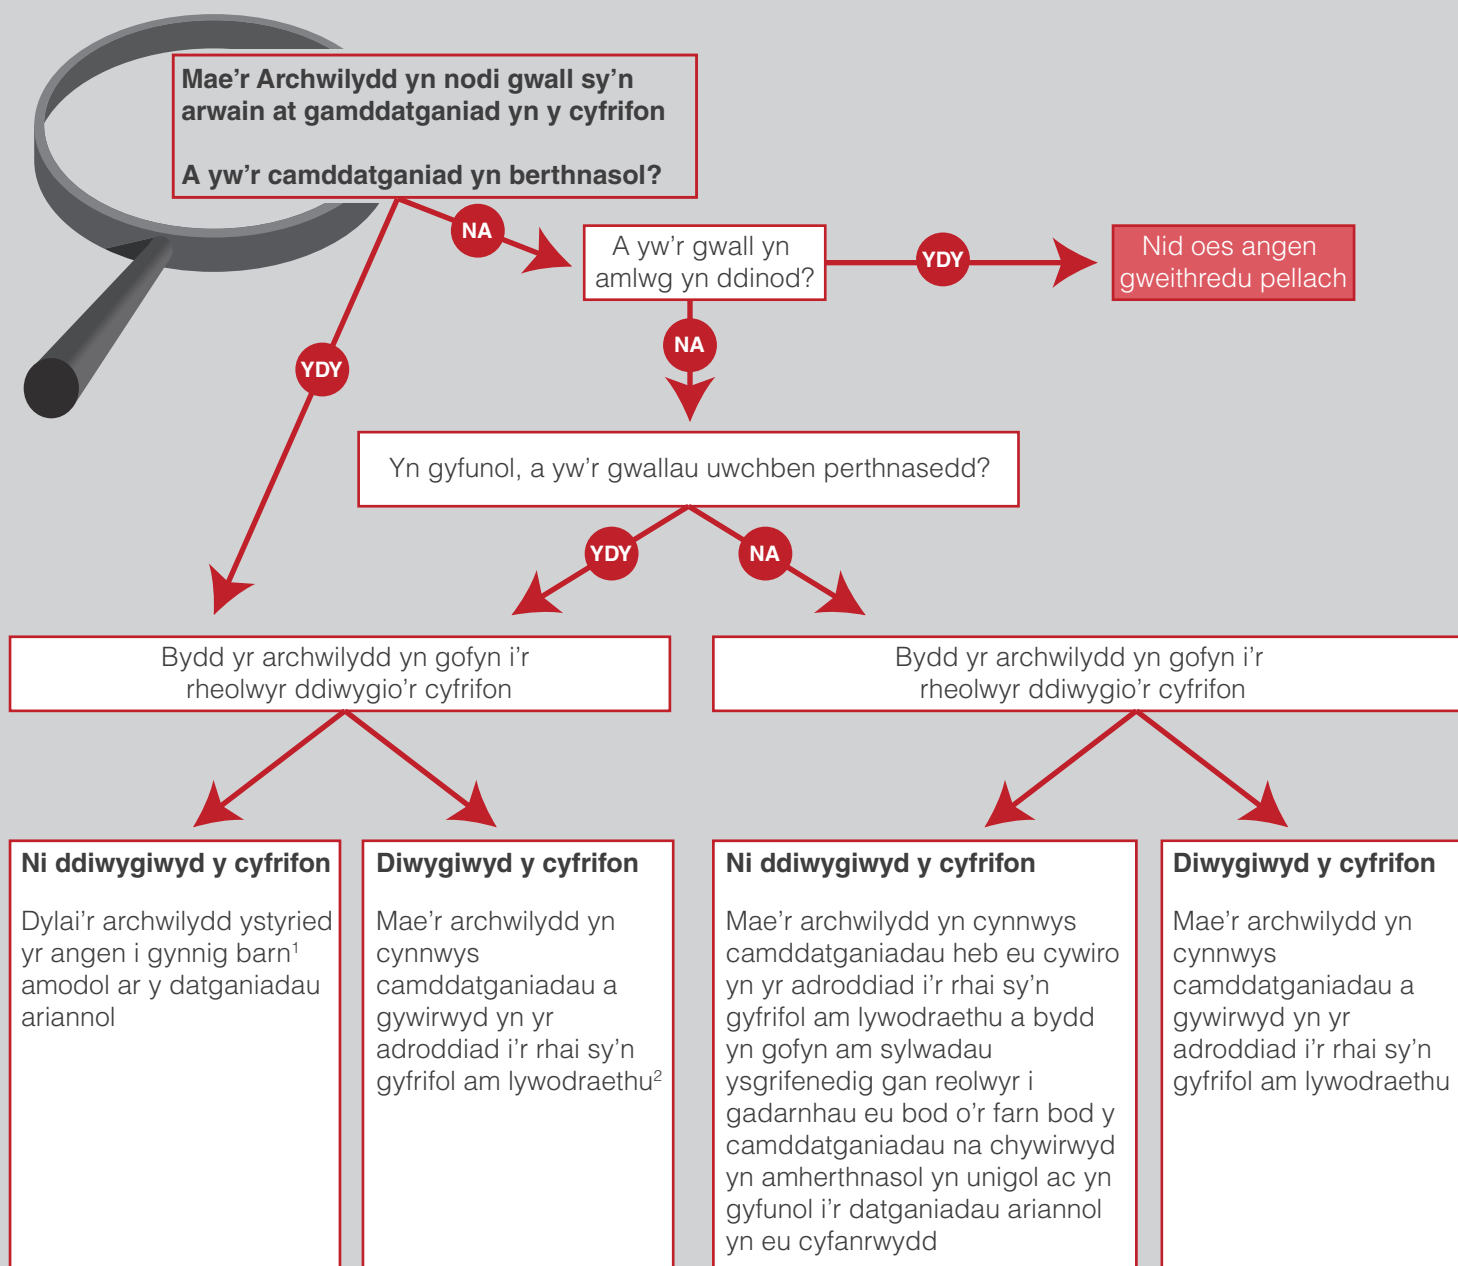 Mae'r Archwilydd yn nodi gwall sy'n
arwain at gamddatganiad yn y cyfrifon
A yw'r camddatganiad yn berthnasol?
NA
A yw'r gwall yn
amlwg yn ddinod?
YDY
Nid oes angen
gweithredu pellach
NA
YDY
Yn gyfunol, a yw'r gwallau uwchben perthnasedd?
YDY
NA
Bydd yr archwilydd yn gofyn i'r
rheolwyr ddiwygio'r cyfrifon
Bydd yr archwilydd yn gofyn i'r
rheolwyr ddiwygio'r cyfrifon
Ni ddiwygiwyd y cyfrifon
Dylai'r archwilydd ystyried
yr angen i gynnig barn¹
amodol ar y datganiadau
ariannol
Diwygiwyd y cyfrifon
Mae'r archwilydd yn
cynnwys
camddatganiadau a
gywirwyd yn yr
adroddiad i'r rhai sy'n
gyfrifol am lywodraethu²
Ni ddiwygiwyd y cyfrifon
Mae'r archwilydd yn cynnwys
camddatganiadau heb eu cywiro
yn yr adroddiad i'r rhai sy'n
gyfrifol am lywodraethu a bydd
yn gofyn am sylwadau
ysgrifenedig gan reolwyr i
gadarnhau eu bod o'r farn bod y
camddatganiadau na chywirwyd
yn amherthnasol yn unigol ac yn
gyfunol i'r datganiadau ariannol
yn eu cyfanrwydd
Diwygiwyd y cyfrifon
Mae'r archwilydd yn
cynnwys
camddatganiadau a
gywirwyd yn yr
adroddiad i'r rhai sy'n
gyfrifol am lywodraethu